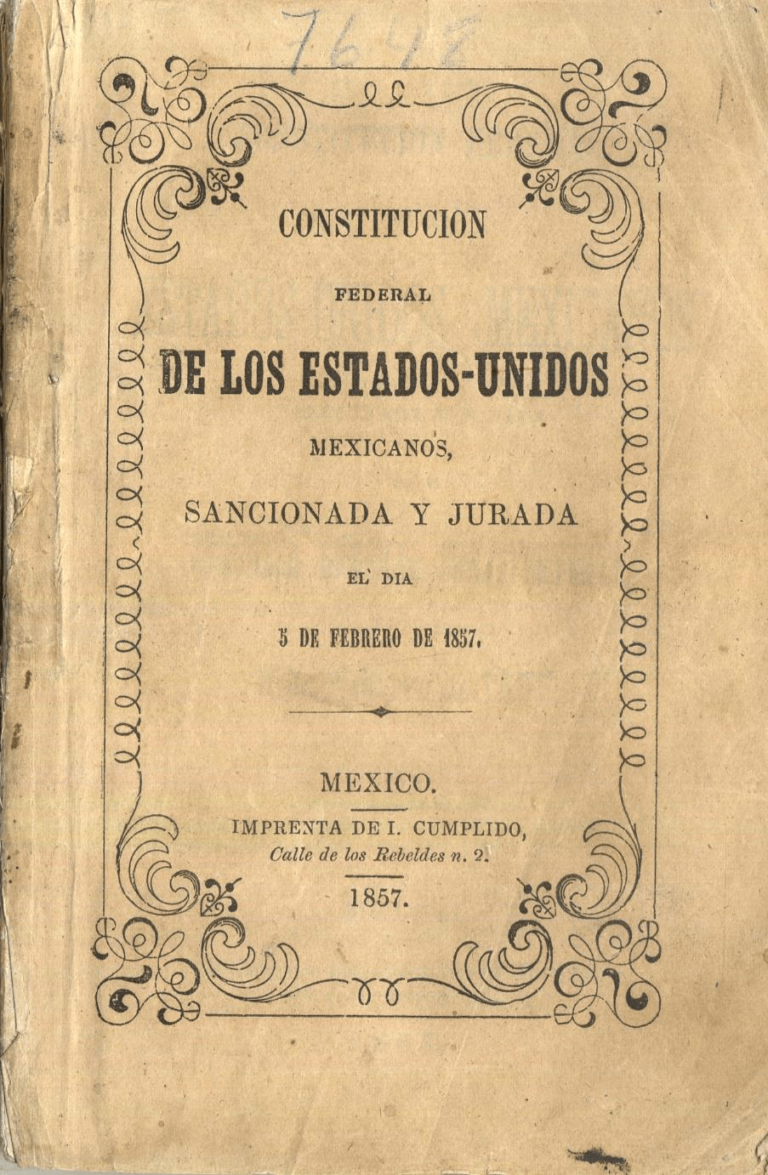 7648
CONSTITUCION
FEDERAL
DE LOS ESTADOS-UNIDOS
MEXICANOS,
SANCIONADA Y JURADA
EL DIA
5 DE FEBRERO DE 1857.
MEXICO.
IMPRENTA DE I. CUMPLIDO,
Calle de los Rebeldes n. 2.
1857.